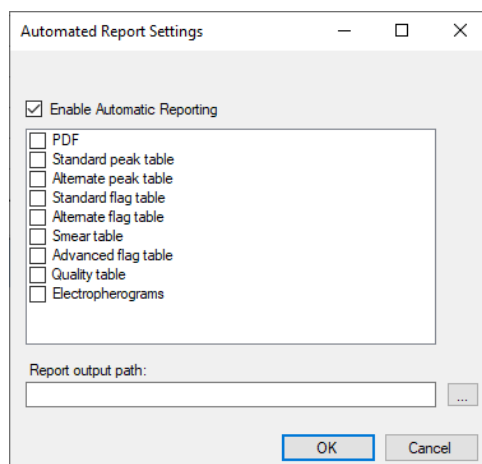 Automated Report Settings
Enable Automatic Reporting
PDF
Standard peak table
Alternate peak table
Standard flag table
Alternate flag table
Smear table
Advanced flag table
Quality table
Electropherograms
Report output path:
...
OK Cancel